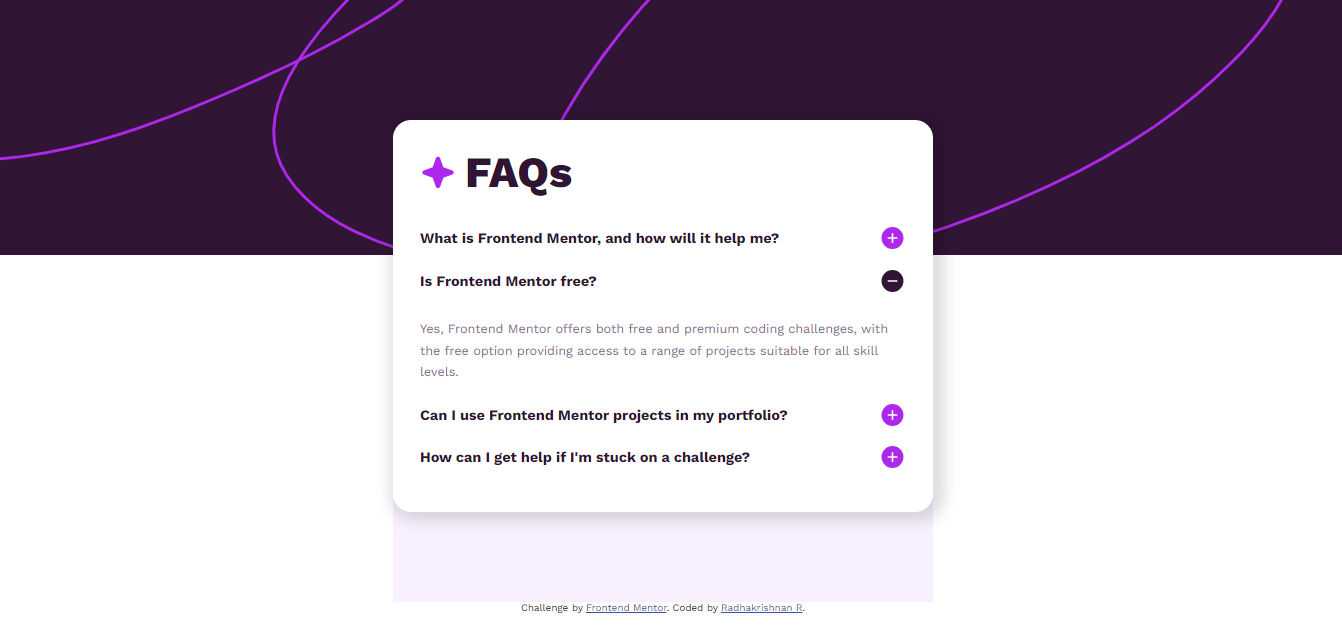 FAQs
What is Frontend Mentor, and how will it help me?
Is Frontend Mentor free?
Yes, Frontend Mentor offers both free and premium coding challenges, with
the free option providing access to a range of projects suitable for all skill
levels.
Can I use Frontend Mentor projects in my portfolio?
How can I get help if I'm stuck on a challenge?
Challenge by Frontend Mentor. Coded by Radhakrishnan R.